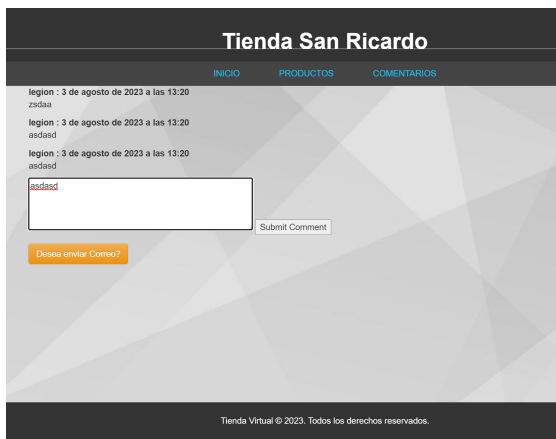 Tienda San Ricardo
INICIO PRODUCTOS COMENTARIOS
legion : 3 de agosto de 2023 a las 13:20
zsdaa
legion : 3 de agosto de 2023 a las 13:20
asdasd
legion : 3 de agosto de 2023 a las 13:20
asdasd
asdasd
Submit Comment
Desea enviar Correo?
Tienda Virtual © 2023. Todos los derechos reservados.